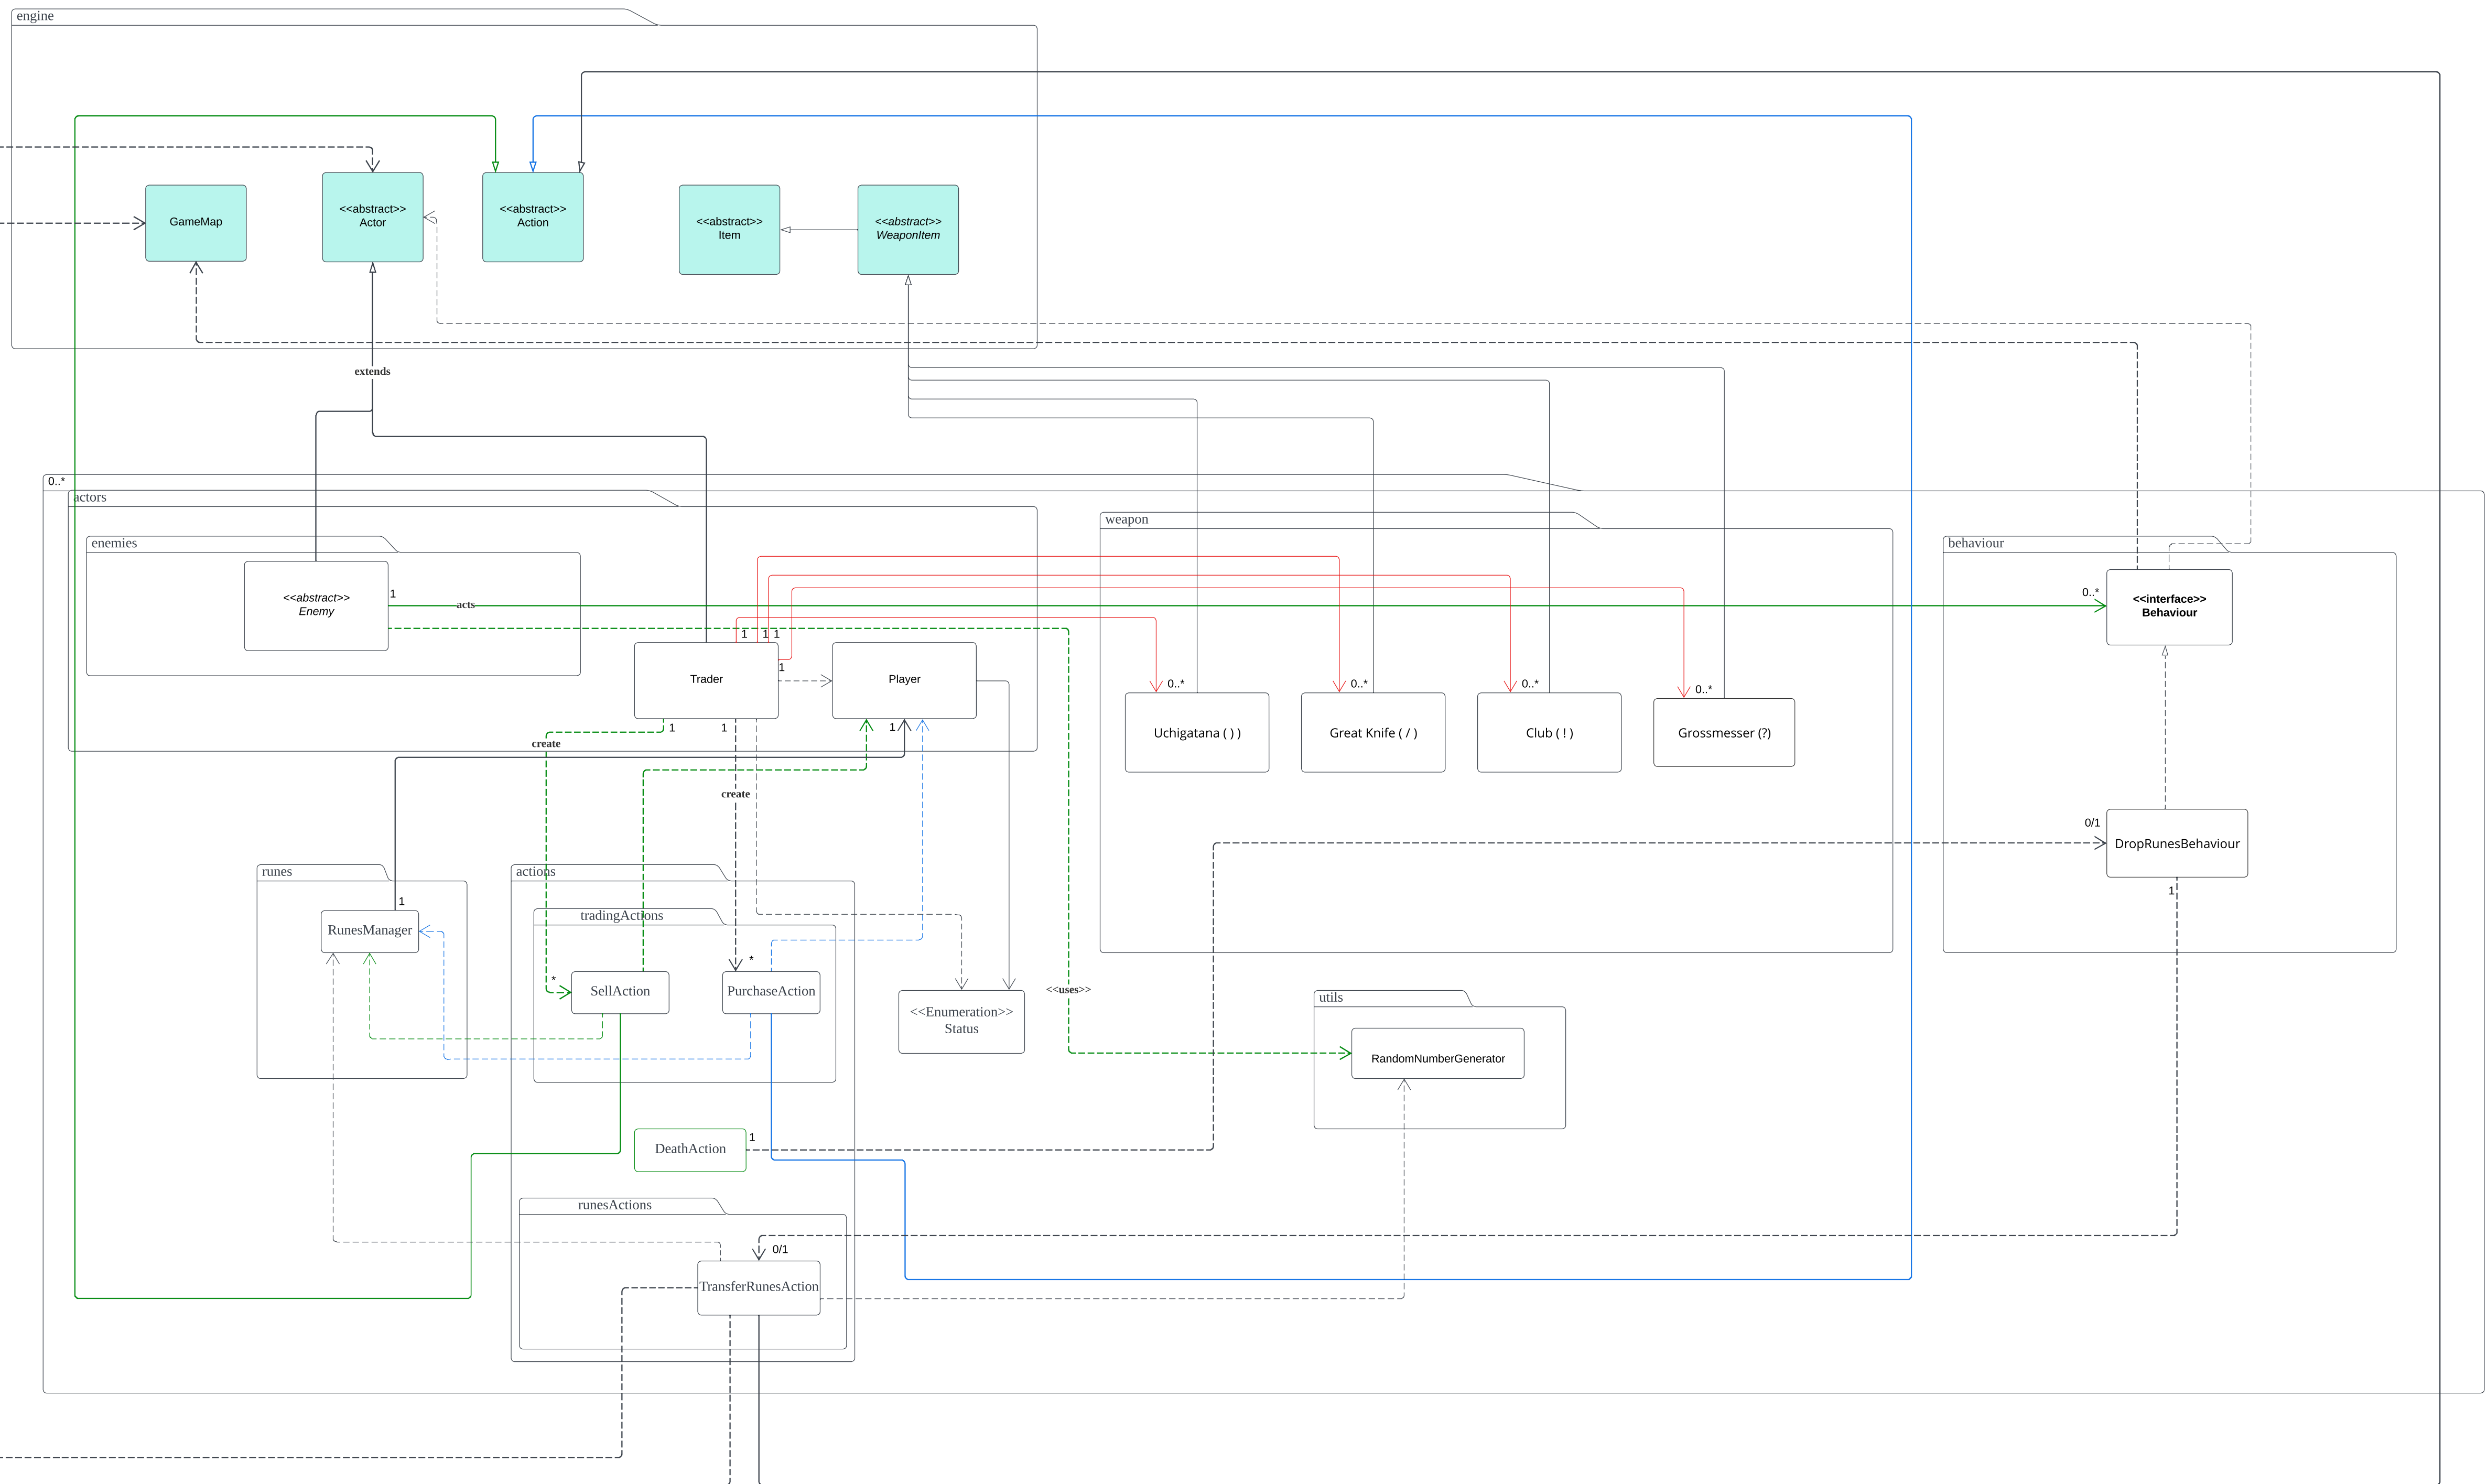 engine
GameMap
<<abstract>>
Actor
<<abstract>>
Action
<<abstract>>
Item
<<abstract>>
WeaponItem
extends
0..*
actors
enemies
<<abstract>>
Enemy
1
acts
weapon
behaviour
0..*
<<interface>>
Behaviour
1
1
1
1
Trader
Player
0..*
0..*
0..*
0..*
Uchigatana ( ) )
Great Knife ( / )
Club ( ! )
Grossmesser (?)
1
1
1
create
create
0/1
DropRunesBehaviour
1
runes
1
RunesManager
actions
tradingActions
*
*
SellAction
PurchaseAction
<<Enumeration>>
Status
<<uses>>
utils
RandomNumberGenerator
DeathAction
1
runesActions
0/1
TransferRunesAction